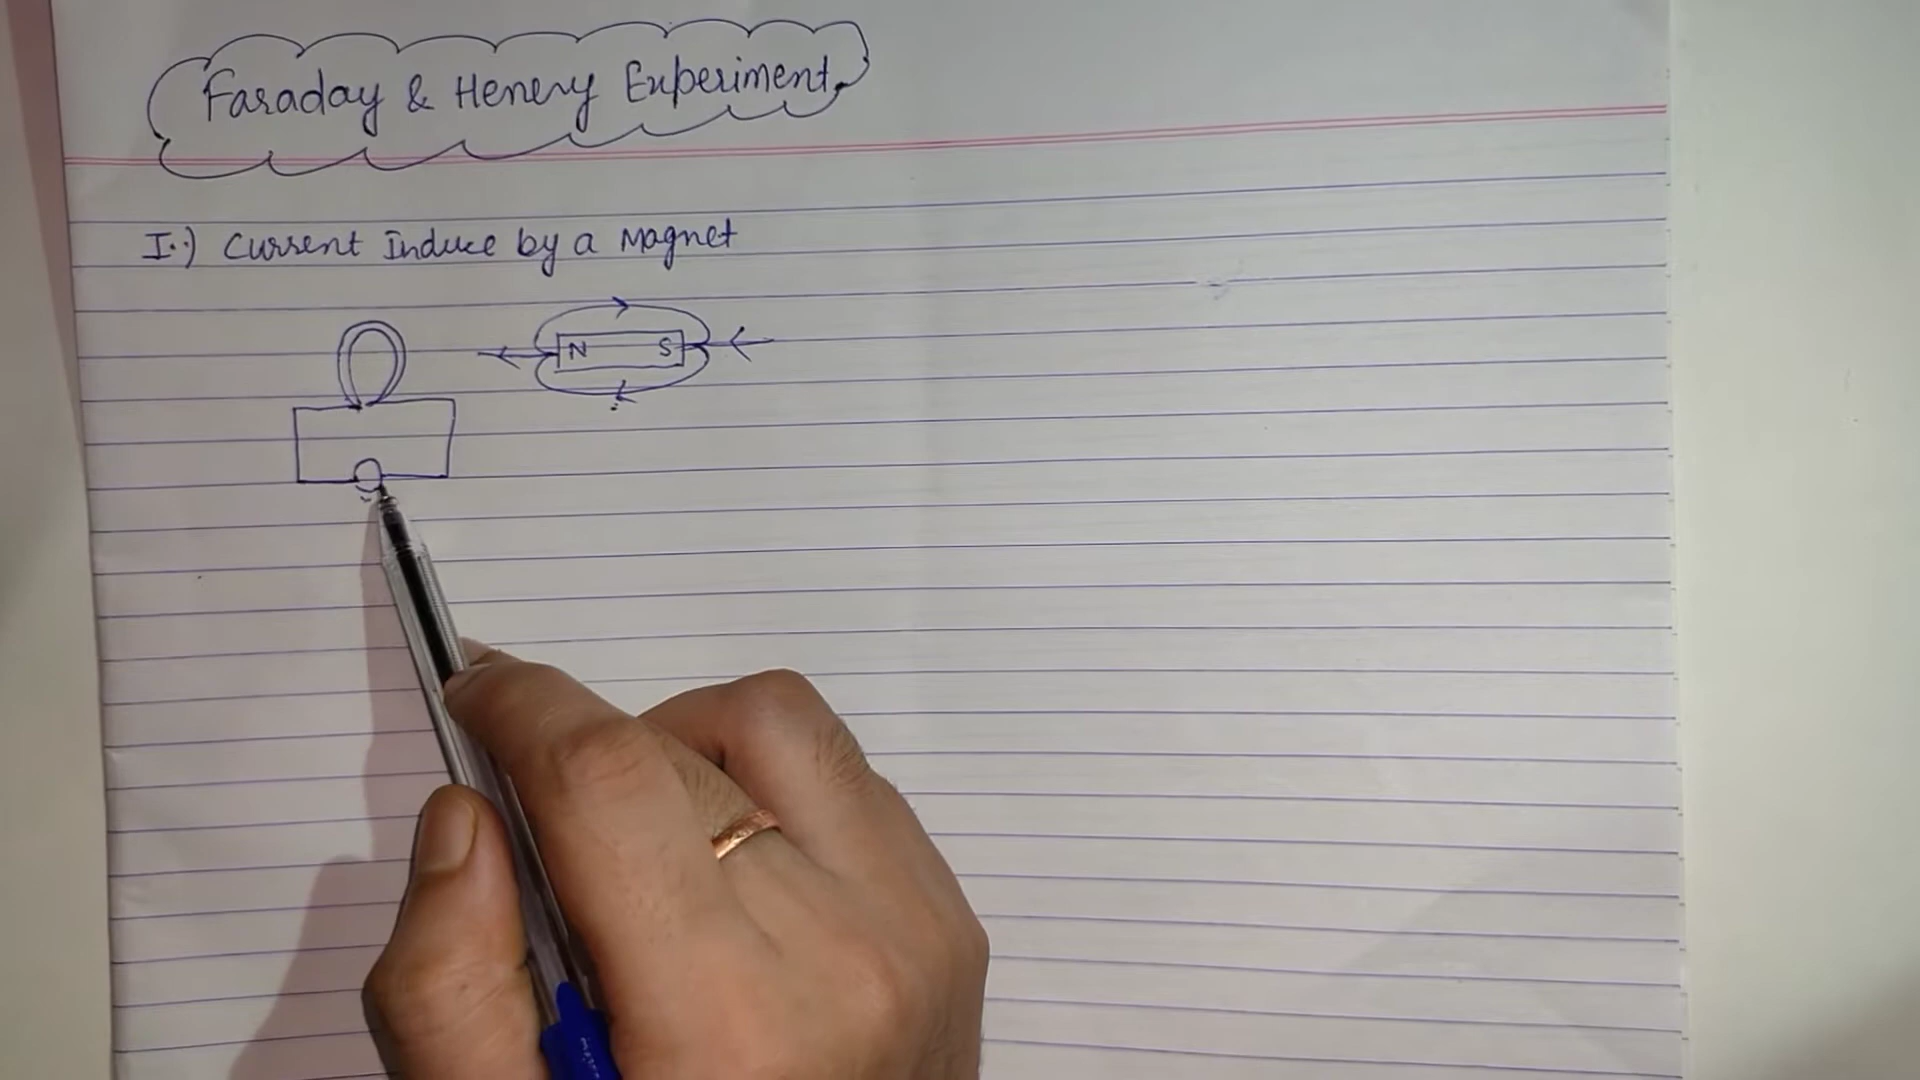 Faraday & Henery Experiment.
I..) Current Induce by a Magnet
N S